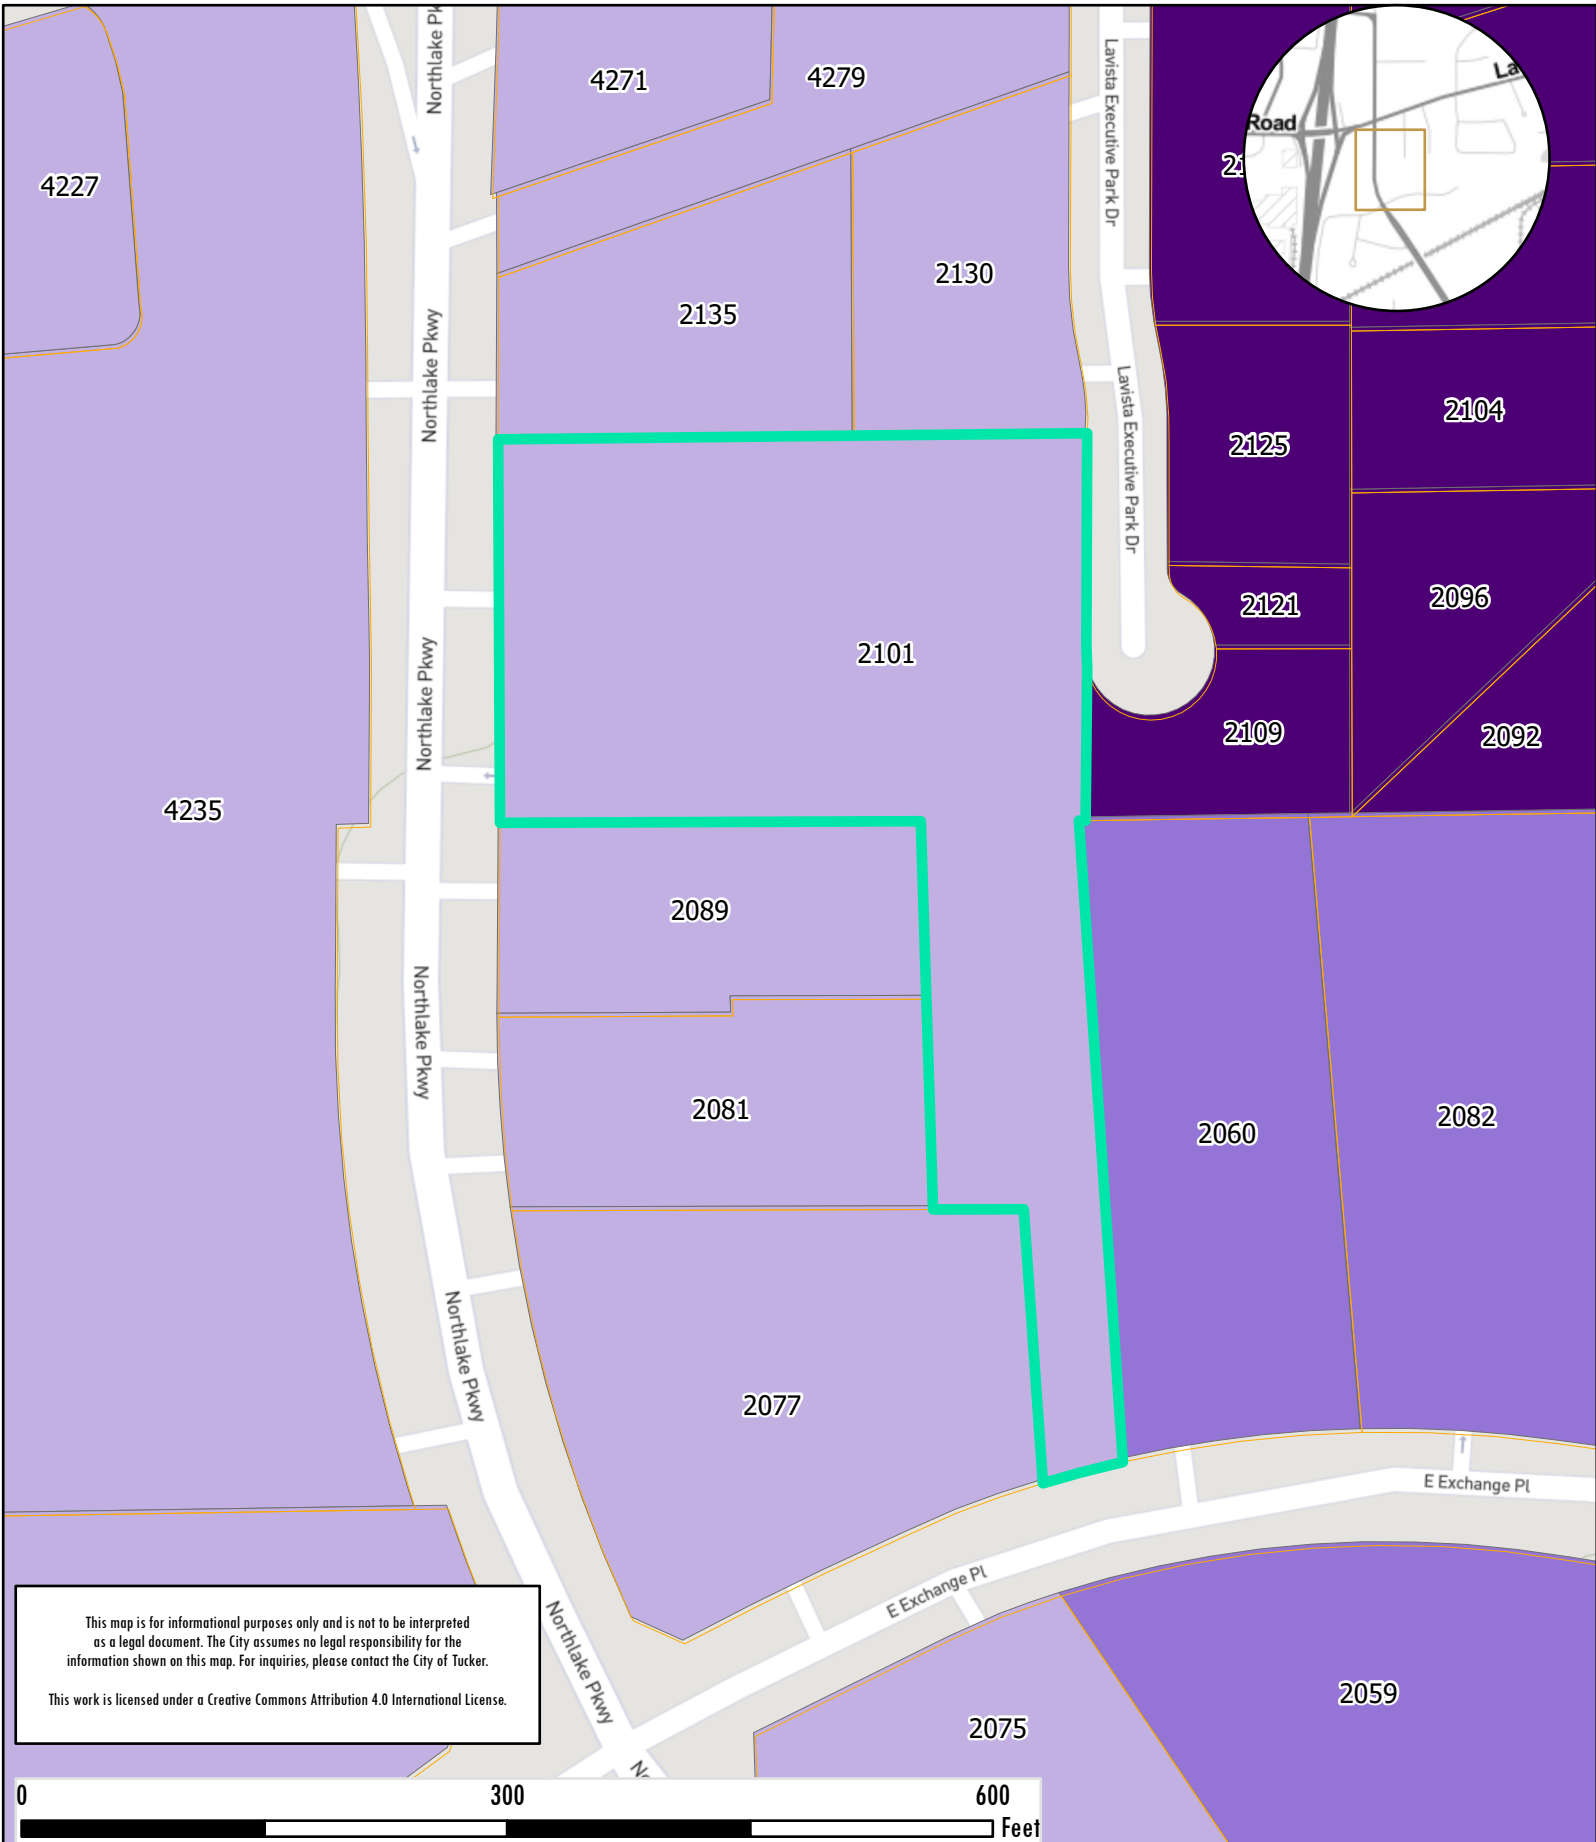 Northlake
4271
4279
Lavista Executive Park Dr
Road
4227
2135
2130
Northlake Pkwy
Lavista Executive Park Dr
2104
2125
2121
2096
2101
Northlake Pkwy
2109
2092
4235
2089
Northlake Pkwy
2081
2060
2082
Northlake Pkwy
2077
E Exchange Pl
E Exchange Pl
Northlake Pkwy
This map is for informational purposes only and is not to be interpreted
as a legal document. The City assumes no legal responsibility for the
information shown on this map. For inquiries, please contact the City of Tucker.
This work is licensed under a Creative Commons Attribution 4.0 International License.
2059
2075
0 300 600
Feet